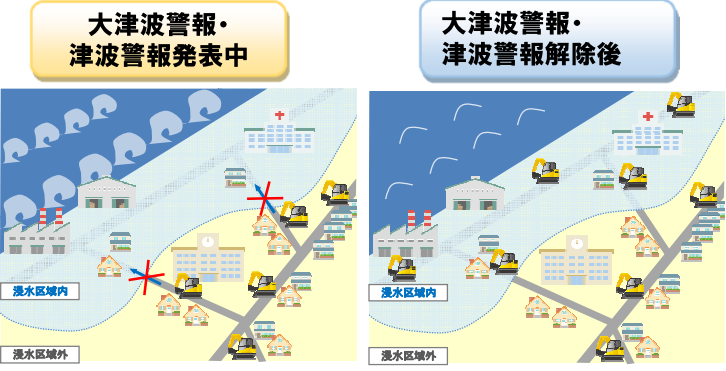 大津波警報・
津波警報発表中
大津波警報・
津波警報解除後
浸水区域内
浸水区域外
浸水区域内
浸水区域外